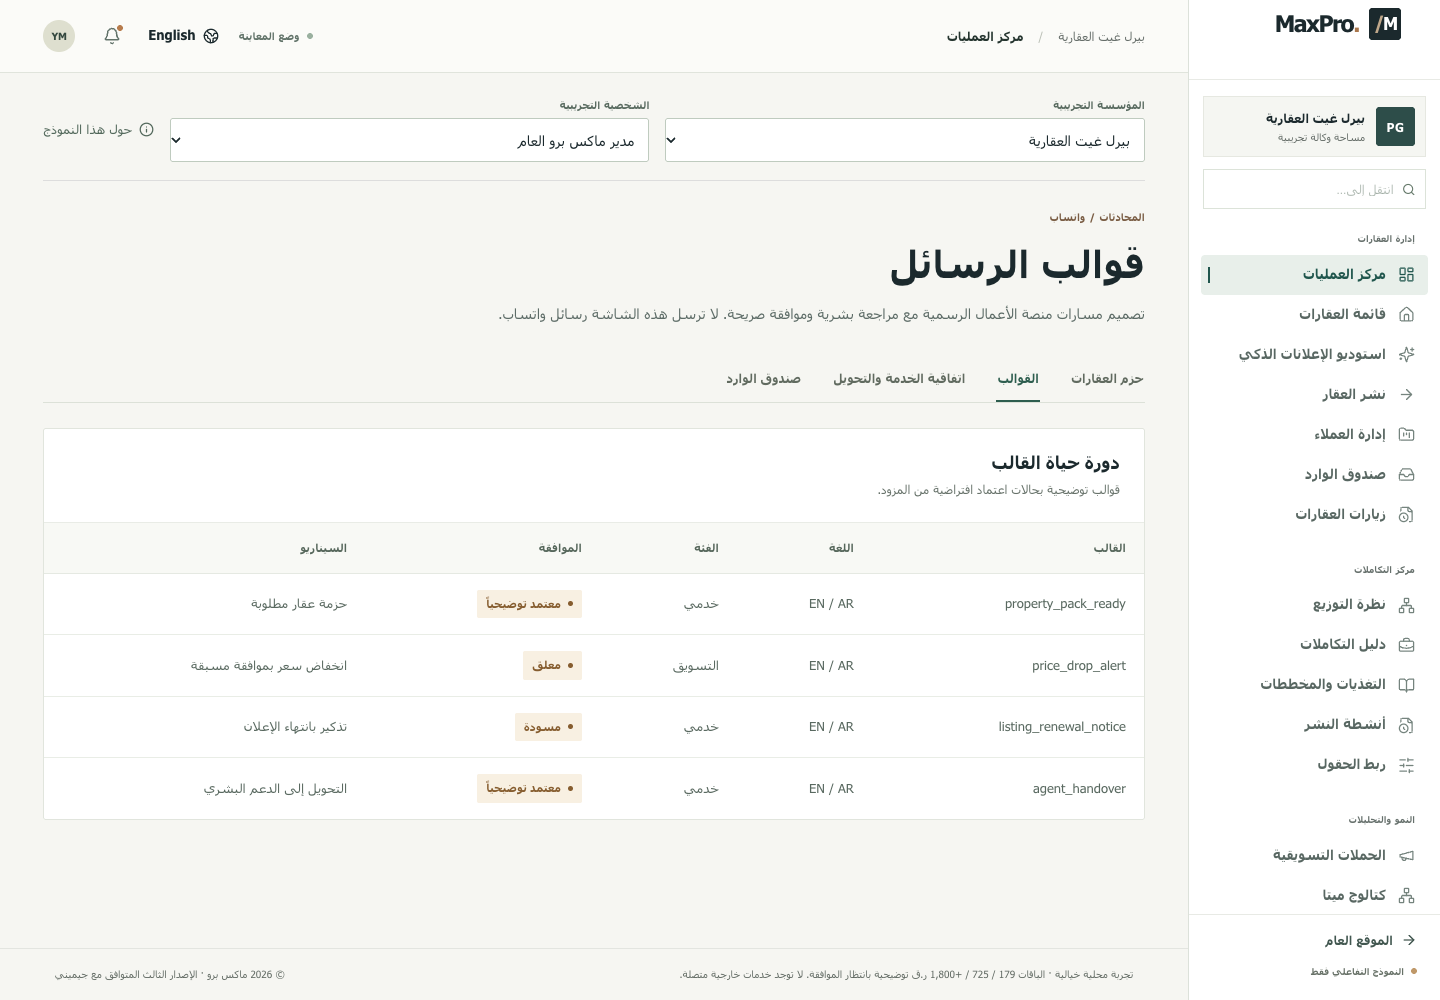 MaxPro.
/M
بيرل غيت العقارية / مركز العمليات
وضع المعاينة
English
YM
PG
بيرل غيت العقارية
مساحة وكالة تجريبية
انتقل إلى...
إدارة العقارات
مركز العمليات
قائمة العقارات
استوديو الإعلانات الذكي
نشر العقار
إدارة العملاء
صندوق الوارد
زيارات العقارات
مركز التكاملات
نظرة التوزيع
دليل التكاملات
التغذيات والمخططات
أنشطة النشر
ربط الحقول
النمو والتحليلات
الحملات التسويقية
كتالوج ميتا
الموقع العام
النموذج التفاعلي فقط
المؤسسة التجريبية
بيرل غيت العقارية
الشخصية التجريبية
مدير ماكس برو العام
حول هذا النموذج
المحادثات / واتساب
قوالب الرسائل
تصميم مسارات منصة الأعمال الرسمية مع مراجعة بشرية وموافقة صريحة. لا ترسل هذه الشاشة رسائل واتساب.
حزم العقارات
القوالب
اتفاقية الخدمة والتحويل
صندوق الوارد
دورة حياة القالب
قوالب توضيحية بحالات اعتماد افتراضية من المزود.
القالب اللغة الفئة الموافقة السيناريو
property_pack_ready EN / AR خدمي معتمد توضيحياً حزمة عقار مطلوبة
price_drop_alert EN / AR التسويق معلق انخفاض سعر بموافقة مسبقة
listing_renewal_notice EN / AR خدمي مسودة تذكير بانتهاء الإعلان
agent_handover EN / AR خدمي معتمد توضيحياً التحويل إلى الدعم البشري
تجربة محلية خيالية · الباقات 179 / 725 / +1,800 ر.ق توضيحية بانتظار الموافقة. لا توجد خدمات خارجية متصلة.
© 2026 ماكس برو · الإصدار الثالث المتوافق مع جيميني